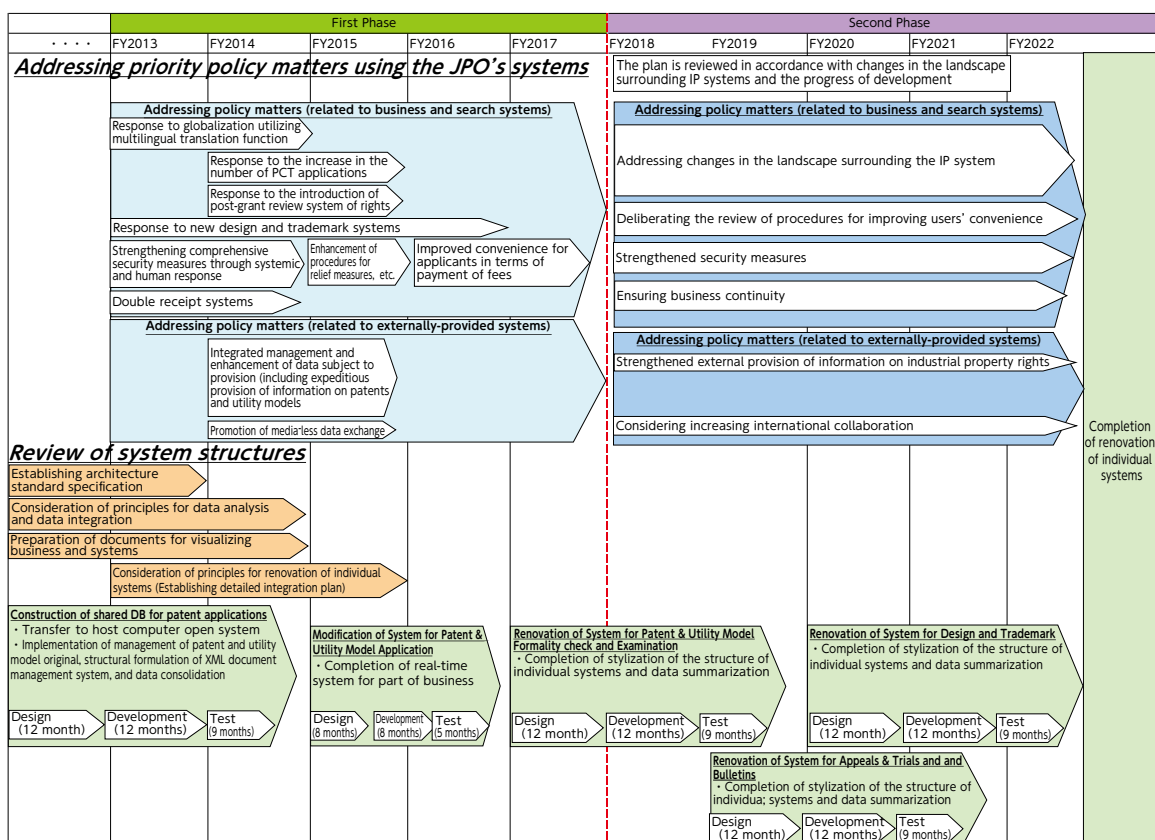 First Phase
Second Phase
· · · ·
FY2013
FY2014
FY2015
FY2016
FY2017
FY2018
FY2019
FY2020
FY2021
FY2022
Addressing priority policy matters using the JPO's systems
The plan is reviewed in accordance with changes in the landscape
surrounding IP systems and the progress of development
Addressing policy matters (related to business and search systems)
Response to globalization utilizing
multilingual translation function
Response to the increase in the
number of PCT applications
Response to the introduction of
post-grant review system of rights
Response to new design and trademark systems
Strengthening comprehensive
security measures through systemic
and human response
Enhancement of
procedures for
relief measures, etc.
Improved convenience for
applicants in terms of
payment of fees
Double receipt systems
Addressing policy matters (related to externally-provided systems)
Integrated management and
enhancement of data subject to
provision (including expeditious
provision of information on patents
and utility models
Promotion of media-less data exchange
Addressing policy matters (related to business and search systems)
Addressing changes in the landscape surrounding the IP system
Deliberating the review of procedures for improving users' convenience
Strengthened security measures
Ensuring business continuity
Addressing policy matters (related to externally-provided systems)
Strengthened external provision of information on industrial property rights
Considering increasing international collaboration
Completion
of renovation
of individual
systems
Review of system structures
Establishing architecture
standard specification
Consideration of principles for data analysis
and data integration
Preparation of documents for visualizing
business and systems
Consideration of principles for renovation of individual
systems (Establishing detailed integration plan)
Construction of shared DB for patent applications
・Transfer to host computer open system
・Implementation of management of patent and utility
model original, structural formulation of XML document
management system, and data consolidation
Design
(12 month)
Development
(12 months)
Test
(9 months)
Modification of System for Patent &
Utility Model Application
・Completion of real-time
system for part of business
Design
(8 months)
Development
(8 months)
Test
(5 months)
Renovation of System for Patent & Utility Model
Formality check and Examination
・Completion of stylization of the structure of
individual systems and data summarization
Design
(12 month)
Development
(12 months)
Test
(9 months)
Renovation of System for Design and Trademark
・Completion of stylization of the structure of
individual systems and data summarization
Design
(12 month)
Development
(12 months)
Test
(9 months)
Renovation of System for Appeals & Trials and and
Bulletins
・Completion of stylization of the structure of
individua; systems and data summarization
Design
(12 month)
Development
(12 months)
Test
(9 months)